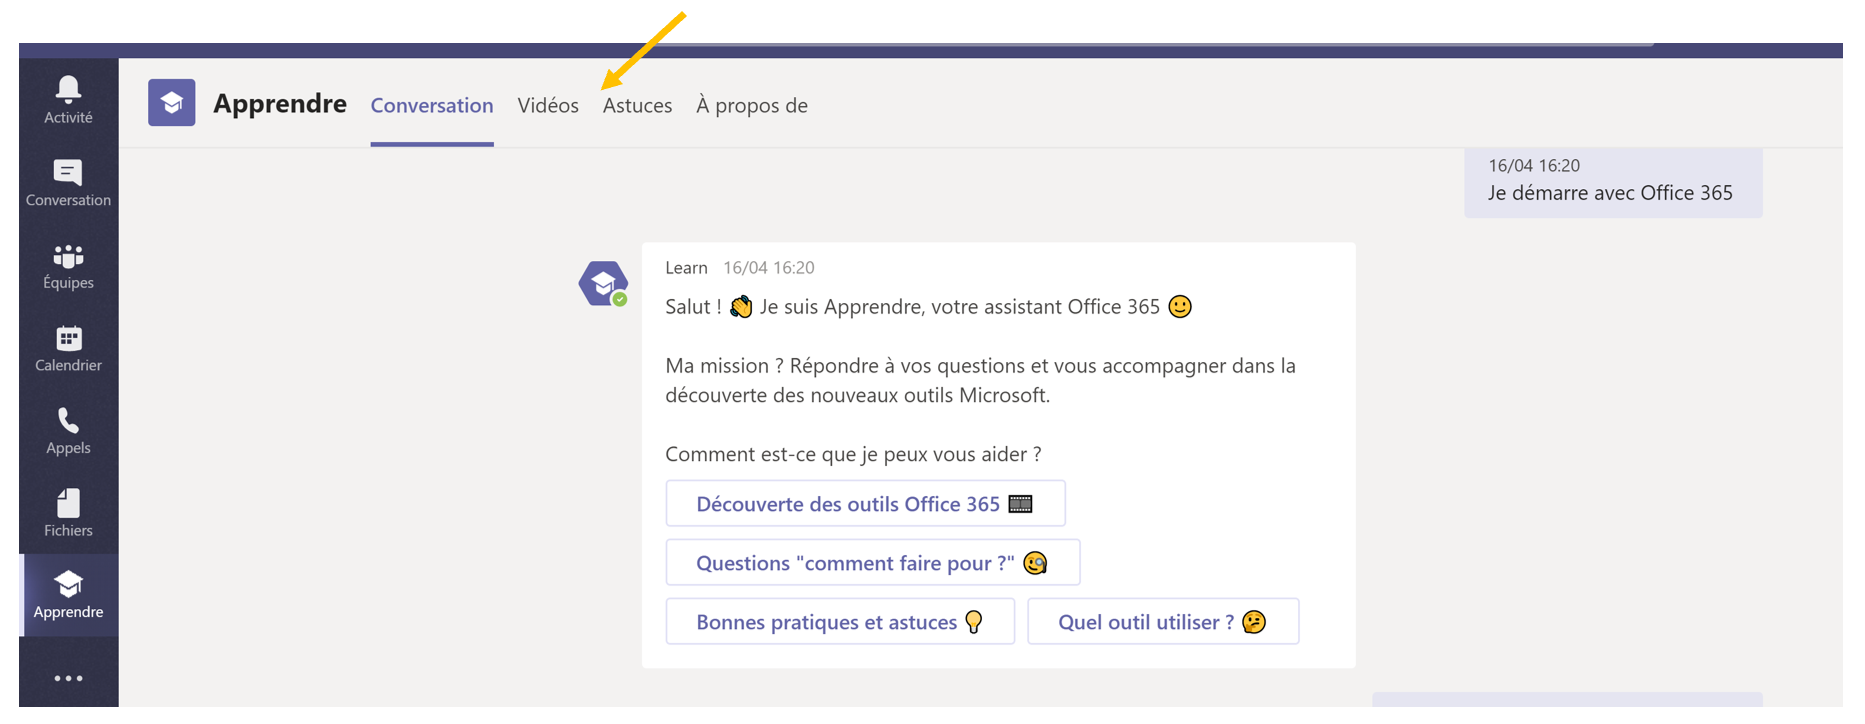 Activité
Conversation
Équipes
Calendrier
Appels
Fichiers
Apprendre
Apprendre Conversation Vidéos Astuces À propos de
16/04 16:20
Je démarre avec Office 365
Learn 16/04 16:20
Salut ! 👋 Je suis Apprendre, votre assistant Office 365 🙂
Ma mission ? Répondre à vos questions et vous accompagner dans la
découverte des nouveaux outils Microsoft.
Comment est-ce que je peux vous aider ?
Découverte des outils Office 365 🎞️
Questions "comment faire pour ?" 🧐
Bonnes pratiques et astuces 💡 Quel outil utiliser ? 🤔